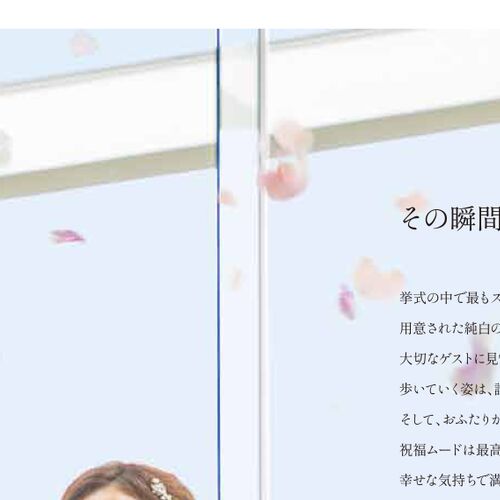 その瞬間
挙式の中で最もス
用意された純白の
大切なゲストに見
歩いていく姿は、
そして、おふたりが
祝福ムードは最高
幸せな気持ちで満